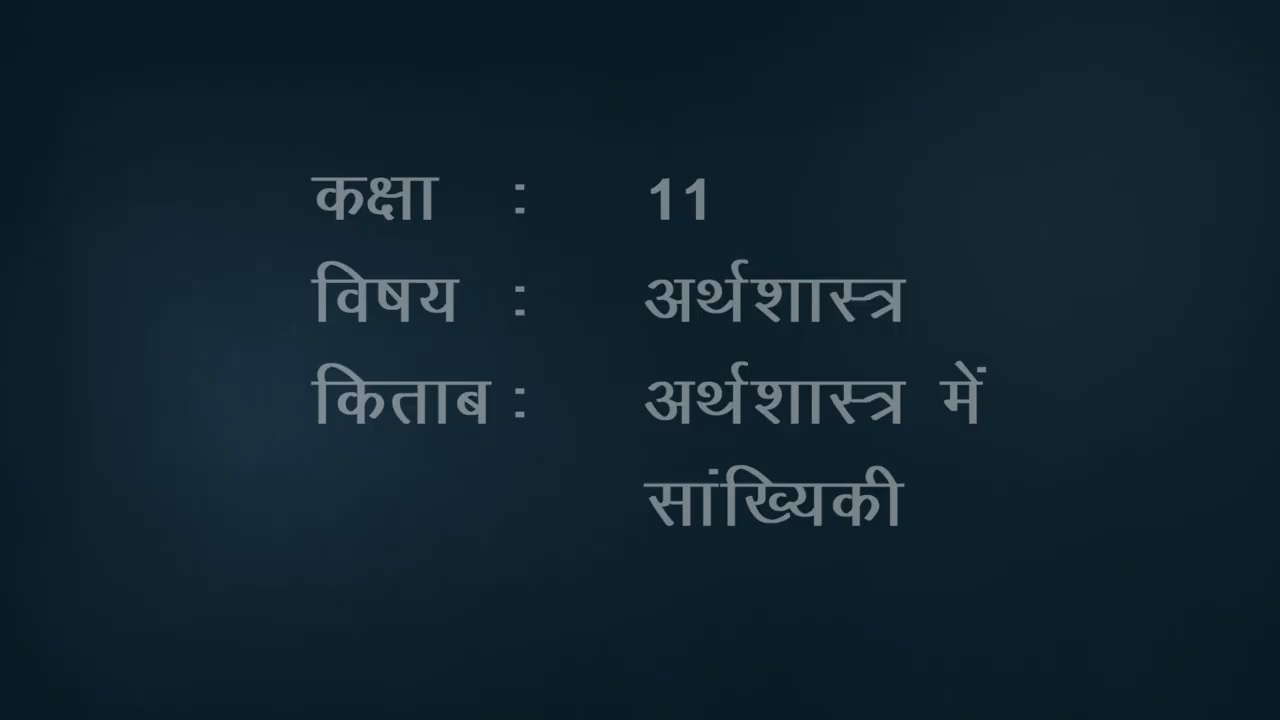 कक्षा : 11
विषय : अर्थशास्त्र
किताब : अर्थशास्त्र में
सांख्यिकी